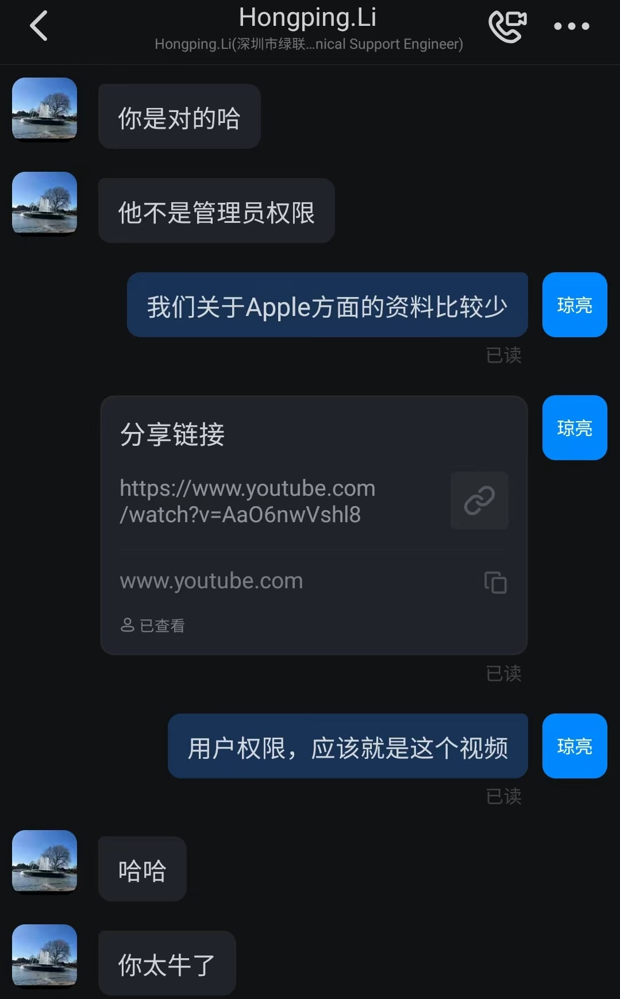 Hongping.Li
Hongping.Li(深圳市绿联...nical Support Engineer)
你是对的哈
他不是管理员权限
我们关于Apple方面的资料比较少
琼亮
已读
分享链接
琼亮
https://www.youtube.com
/watch?v=AaO6nwVshl8
www.youtube.com
已查看
已读
用户权限，应该就是这个视频
琼亮
已读
哈哈
你太牛了